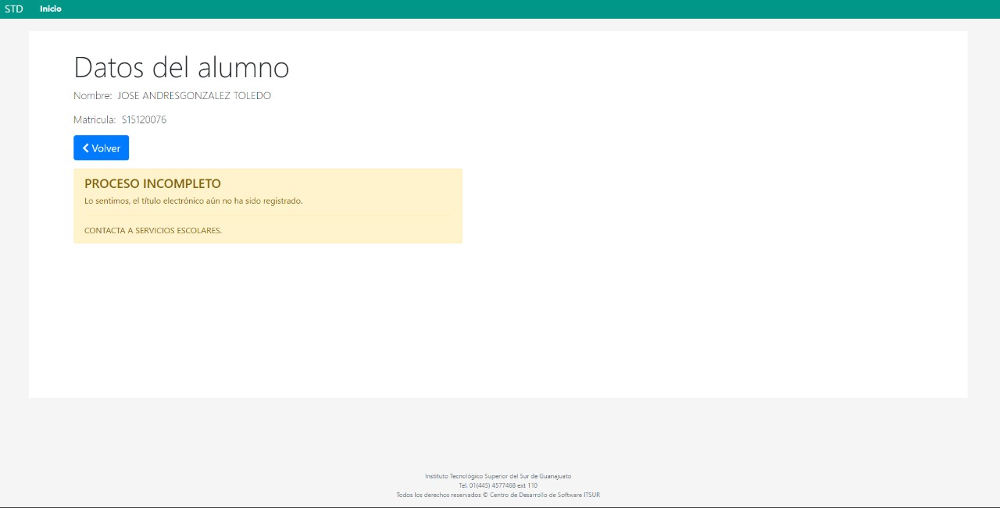 STD Inicio
Datos del alumno
Nombre: JOSE ANDRESGONZALEZ TOLEDO
Matricula: S15120076
Volver
PROCESO INCOMPLETO
Lo sentimos, el título electrónico aún no ha sido registrado.
CONTACTA A SERVICIOS ESCOLARES.
Instituto Tecnológico Superior del Sur de Guanajuato
Tel. 01(445) 4577468 ext 110
Todos los derechos reservados © Centro de Desarrollo de Software ITSUR